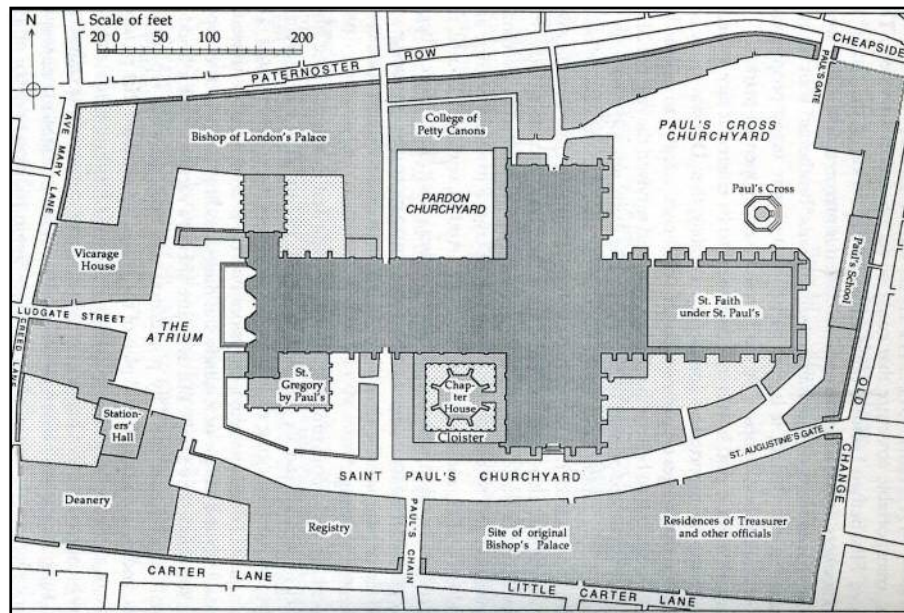 N
Scale of feet
20 0 50 100 200
PATERNOSTER ROW
CHEAPSIDE
PAUL'S GATE
AVE MARY LANE
Bishop of London's Palace
College of
Petty Canons
PAUL'S CROSS
CHURCHYARD
PARDON
CHURCHYARD
Paul's Cross
Vicarage
House
Paul's School
LUDGATE STREET
THE
ATRIUM
St. Faith
under St. Paul's
CREED LANE
St.
Gregory
by Paul's
Chap-
ter
House
Cloister
Station-
ers'
Hall
OLD CHANGE
ST. AUGUSTINE'S GATE
SAINT PAUL'S CHURCHYARD
Deanery
Registry
PAUL'S CHAIN
Site of original
Bishop's Palace
Residences of Treasurer
and other officials
CARTER LANE
LITTLE CARTER LANE